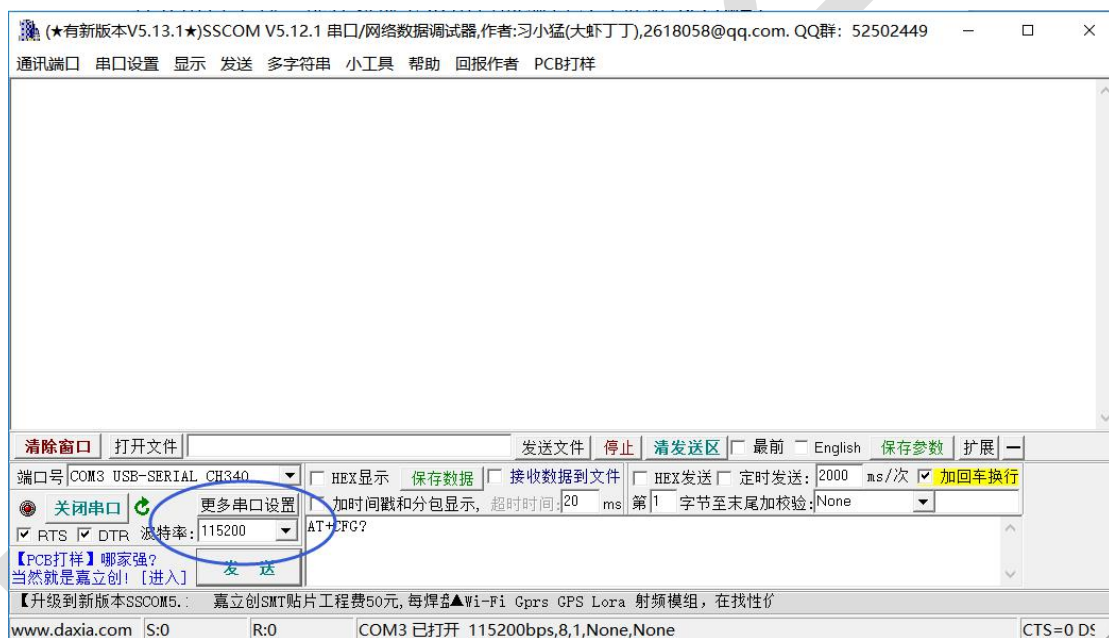 (★有新版本V5.13.1★)SSCOM V5.12.1 串口/网络数据调试器,作者:习小猛(大虾丁丁),2618058@qq.com. QQ群: 52502449
通讯端口 串口设置 显示 发送 多字符串 小工具 帮助 回报作者 PCB打样
清除窗口 打开文件 发送文件 停止 清发送区 最前 English 保存参数 扩展 —
端口号 COM3 USB-SERIAL CH340 HEX显示 保存数据 接收数据到文件 HEX发送 定时发送: 2000 ms/次 加回车换行
关闭串口 更多串口设置 加时间戳和分包显示, 超时时间: 20 ms 第 1 字节至末尾加校验: None
RTS DTR 波特率: 115200 AT+CFG?
【PCB打样】哪家强?
当然就是嘉立创! [进入] 发 送
【升级到新版本SSCOM5. 嘉立创SMT贴片工程费50元,每焊盘▲Wi-Fi Gprs GPS Lora 射频模组，在找性
www.daxia.com S:0 R:0 COM3 已打开 115200bps,8,1,None,None CTS=0 DS